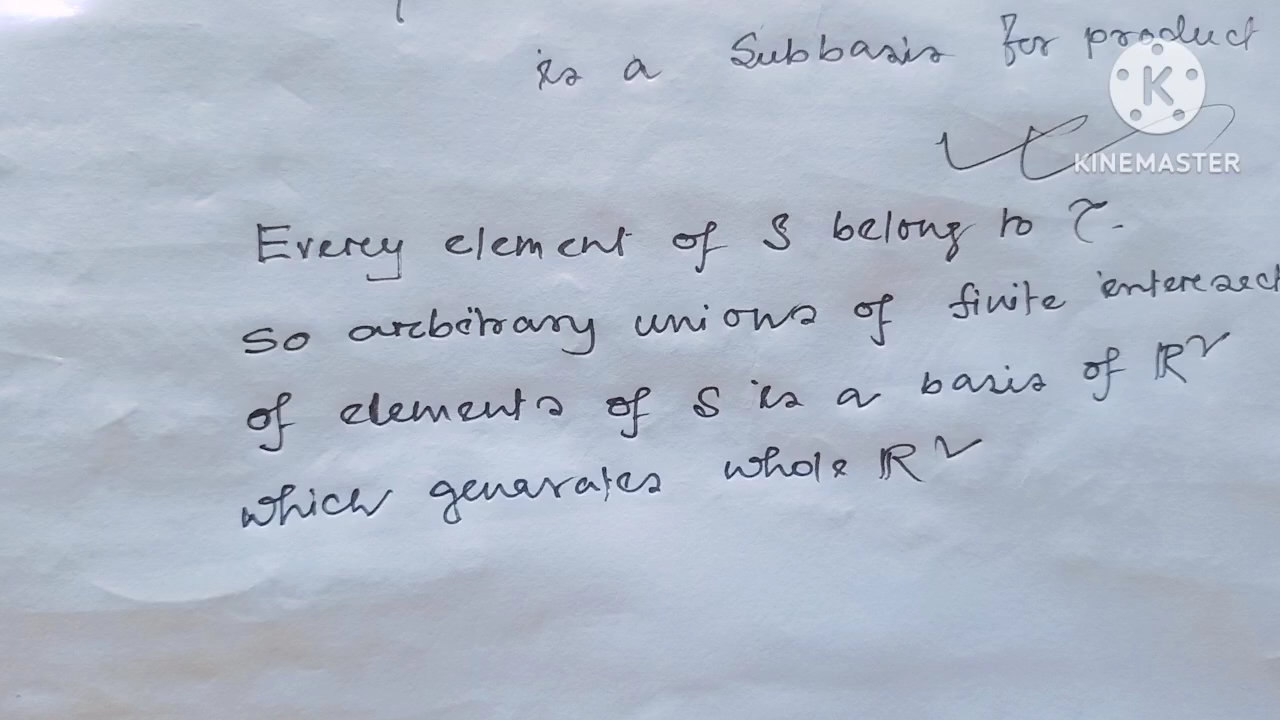 is a Subbasis for product
K
KINEMASTER
Every element of S belong to τ.
So arbitrary unions of finite intersect
of elements of S is a basis of ℝ²
which genarates whole ℝ²